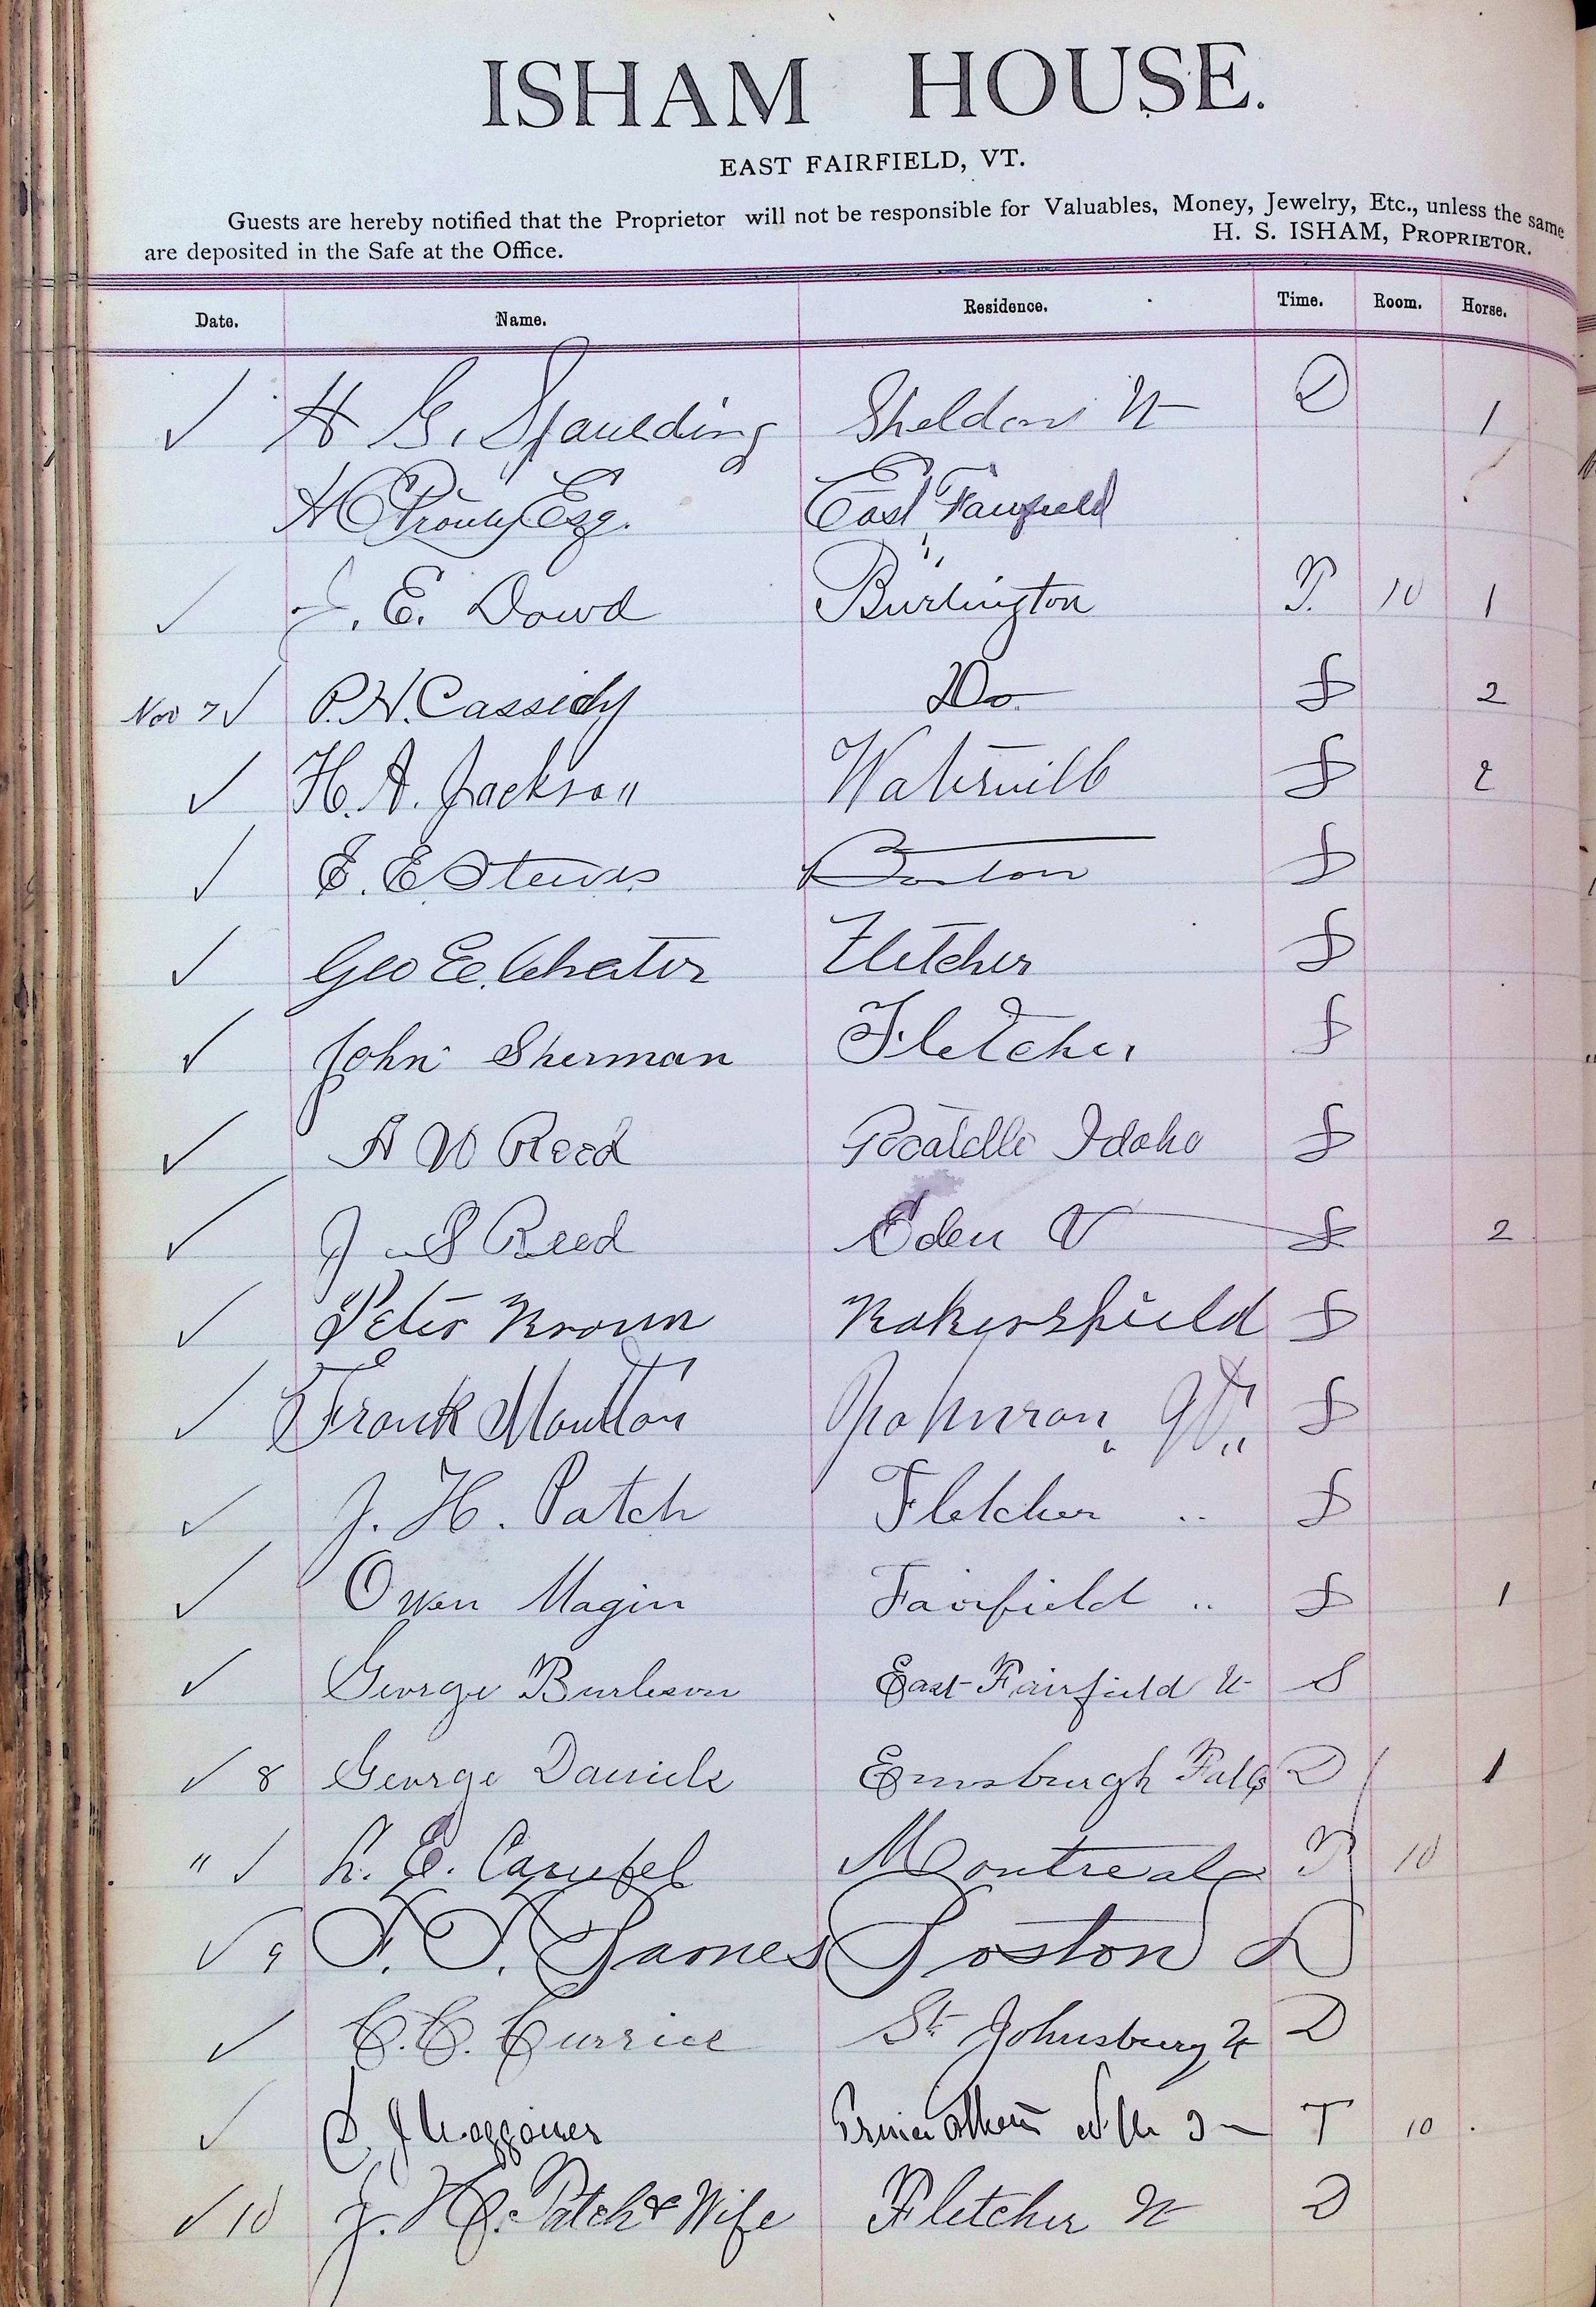 ISHAM HOUSE.
EAST FAIRFIELD, VT.
Guests are hereby notified that the Proprietor will not be responsible for Valuables, Money, Jewelry, Etc., unless the same
are deposited in the Safe at the Office. H. S. ISHAM, PROPRIETOR.
Date. Name. Residence. Time. Room. Horse.
✓ H G. Spaulding Sheldon Vt D 1
H C Prouty Esq. East Fairfield
✓ J. E. Dowd Burlington T. 10 1
Nov 7 ✓ P. H. Cassidy Do. S 2
✓ H. A. Jackson Waterville S 2
✓ E. E Stevens Boston S
✓ Geo E. Chater Fletcher S
✓ John Sherman Fletcher S
✓ A W Reed Pocatello Idaho S
✓ J S Reed Eden Vt S 2
✓ Peter Brown Bakersfield S
✓ Frank Moulton Johnson, Vt. S
✓ J. H. Patch Fletcher " S
✓ Owen Magin Fairfield " S 1
✓ George Burleson East Fairfield Vt S
✓ 8 George Daniels Enosburgh Falls D 1
" ✓ L. E. Montreal T 10
✓ 9 F. F. James Boston D
✓ C. C. Currier St. Johnsbury Vt D
✓ T 10
✓ 10 J. H. Patch & Wife Fletcher Vt D